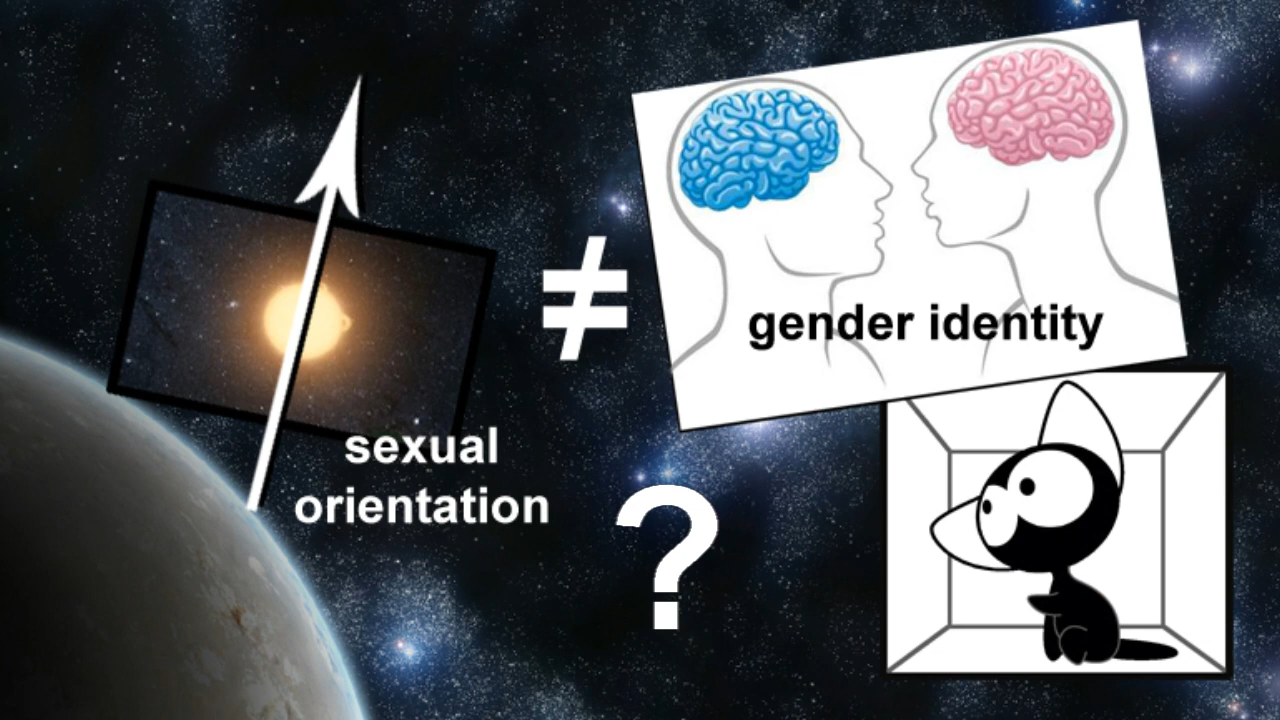 sexual
orientation
≠
gender identity
?